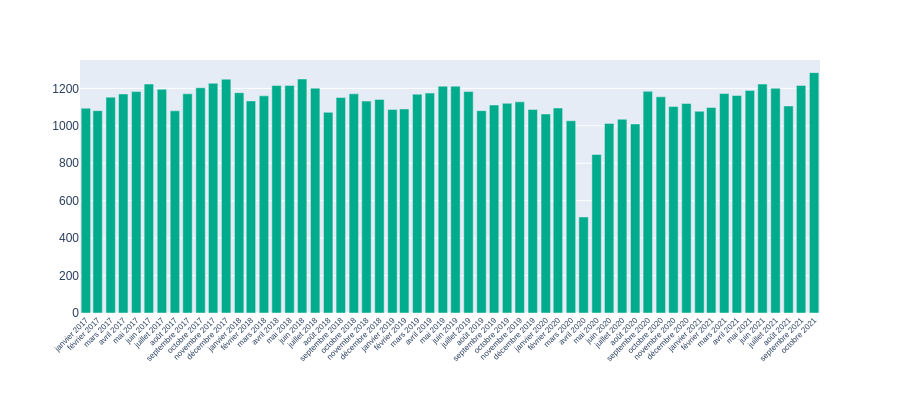 1200
1000
800
600
400
200
0
janvier 2017
février 2017
mars 2017
avril 2017
mai 2017
juin 2017
juillet 2017
août 2017
septembre 2017
octobre 2017
novembre 2017
décembre 2017
janvier 2018
février 2018
mars 2018
avril 2018
mai 2018
juin 2018
juillet 2018
août 2018
septembre 2018
octobre 2018
novembre 2018
décembre 2018
janvier 2019
février 2019
mars 2019
avril 2019
mai 2019
juin 2019
juillet 2019
août 2019
septembre 2019
octobre 2019
novembre 2019
décembre 2019
janvier 2020
février 2020
mars 2020
avril 2020
mai 2020
juin 2020
juillet 2020
août 2020
septembre 2020
octobre 2020
novembre 2020
décembre 2020
janvier 2021
février 2021
mars 2021
avril 2021
mai 2021
juin 2021
juillet 2021
août 2021
septembre 2021
octobre 2021